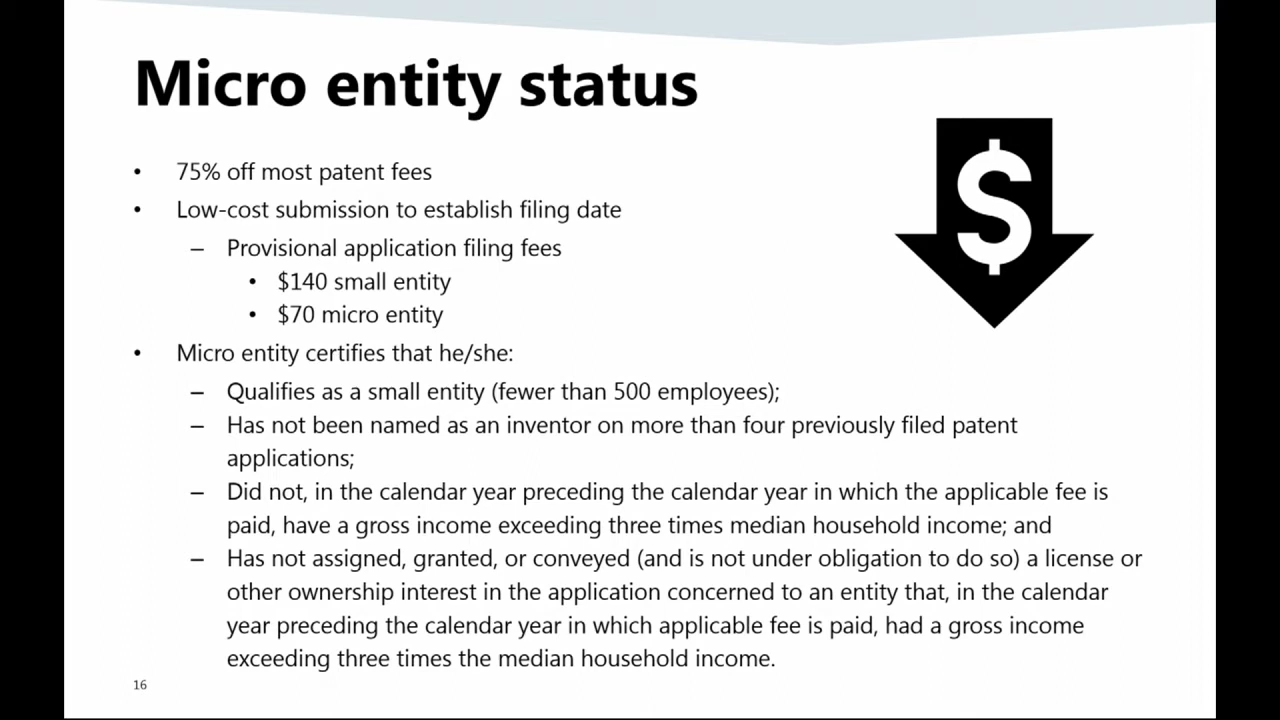 Micro entity status
• 75% off most patent fees
• Low-cost submission to establish filing date
– Provisional application filing fees
• $140 small entity
• $70 micro entity
• Micro entity certifies that he/she:
– Qualifies as a small entity (fewer than 500 employees);
– Has not been named as an inventor on more than four previously filed patent
applications;
– Did not, in the calendar year preceding the calendar year in which the applicable fee is
paid, have a gross income exceeding three times median household income; and
– Has not assigned, granted, or conveyed (and is not under obligation to do so) a license or
other ownership interest in the application concerned to an entity that, in the calendar
year preceding the calendar year in which applicable fee is paid, had a gross income
exceeding three times the median household income.
$
16